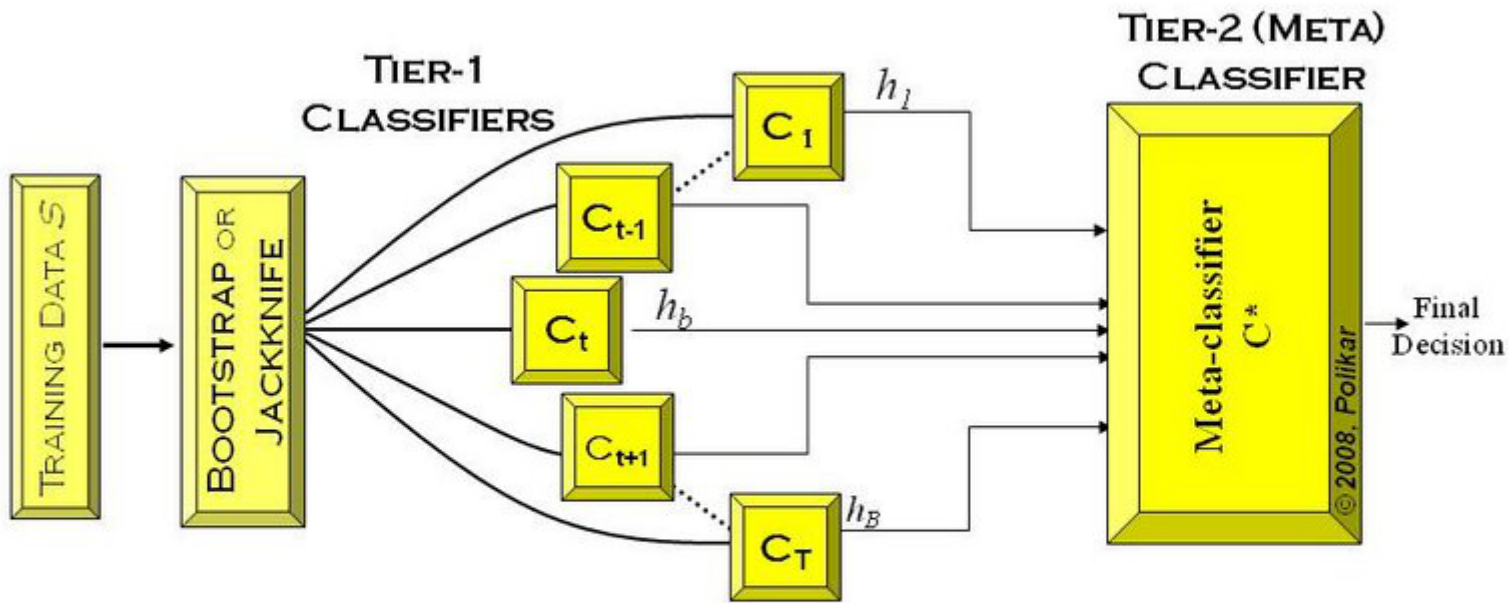 TIER-1
CLASSIFIERS
TIER-2 (META)
CLASSIFIER
TRAINING DATA S
BOOTSTRAP OR
JACKKNIFE
C1
h1
Ct-1
Ct
hb
Ct+1
CT
hB
Meta-classifier
C*
© 2008, Polikar
Final
Decision